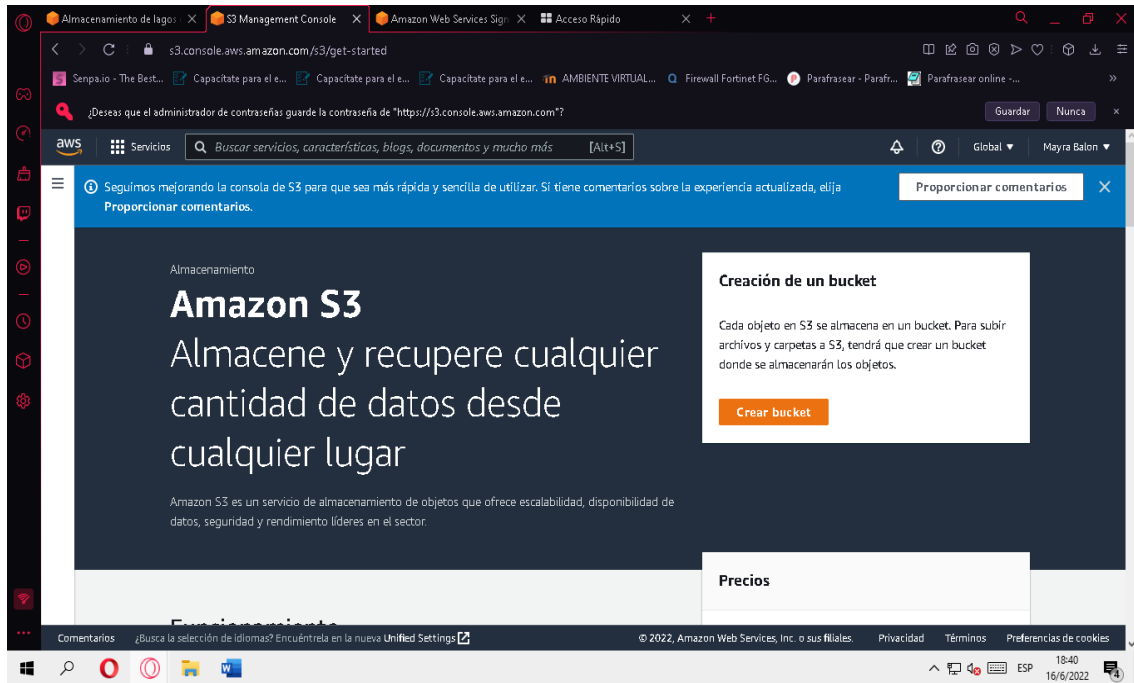 Almacenamiento de lagos
S3 Management Console
Amazon Web Services Sign
Acceso Rápido
s3.console.aws.amazon.com/s3/get-started
Senpa.io - The Best...
Capacítate para el e...
Capacítate para el e...
Capacítate para el e...
AMBIENTE VIRTUAL...
Firewall Fortinet FG...
Parafrasear - Parafr...
Parafrasear online -...
¿Deseas que el administrador de contraseñas guarde la contraseña de "https://s3.console.aws.amazon.com"?
Guardar
Nunca
aws
Servicios
Buscar servicios, características, blogs, documentos y mucho más [Alt+S]
Global
Mayra Balon
Seguimos mejorando la consola de S3 para que sea más rápida y sencilla de utilizar. Si tiene comentarios sobre la experiencia actualizada, elija
Proporcionar comentarios.
Proporcionar comentarios
Almacenamiento
Amazon S3
Almacene y recupere cualquier
cantidad de datos desde
cualquier lugar
Amazon S3 es un servicio de almacenamiento de objetos que ofrece escalabilidad, disponibilidad de
datos, seguridad y rendimiento líderes en el sector.
Creación de un bucket
Cada objeto en S3 se almacena en un bucket. Para subir
archivos y carpetas a S3, tendrá que crear un bucket
donde se almacenarán los objetos.
Crear bucket
Precios
Funcionamiento
Comentarios
¿Busca la selección de idiomas? Encuéntrela en la nueva Unified Settings
© 2022, Amazon Web Services, Inc. o sus filiales.
Privacidad
Términos
Preferencias de cookies
ESP
18:40
16/6/2022
4